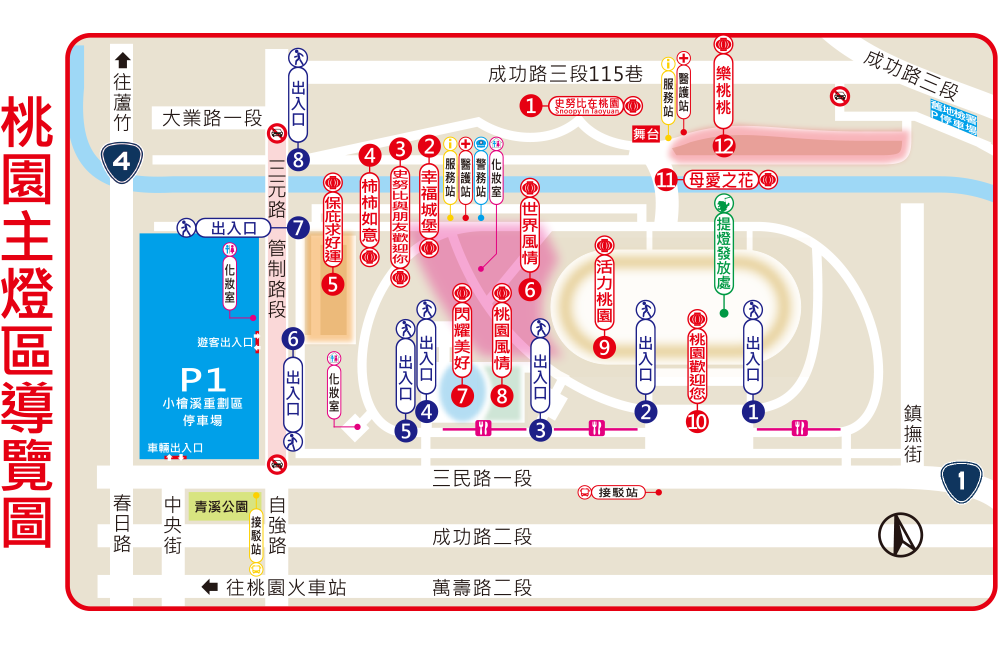 桃園主燈區導覽圖
往蘆竹
4
大業路一段
成功路三段115巷
成功路三段
舊地檢署
P停車場
1
史努比在桃園
Snoopy in Taoyuan
服務站
醫護站
樂桃桃
12
舞台
11
母愛之花
出入口
8
三元路
管制路段
出入口
7
保庇求好運
5
4
柿柿如意
3
史努比與朋友歡迎你
2
幸福城堡
服務站
醫護站
警務站
化妝室
世界風情
6
提燈發放處
活力桃園
9
化妝室
遊客出入口
P1
小檜溪重劃區
停車場
車輛出入口
6
出入口
化妝室
出入口
5
出入口
4
閃耀美好
7
桃園風情
8
出入口
3
出入口
2
桃園歡迎您
10
出入口
1
鎮撫街
1
三民路一段
接駁站
春日路
中央街
青溪公園
接駁站
自強路
成功路二段
往桃園火車站
萬壽路二段